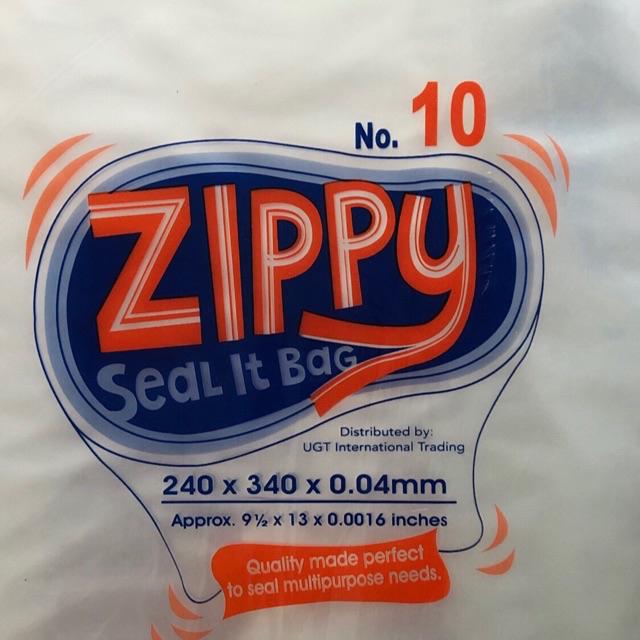 No. 10
ZIPPY
Seal It Bag
Distributed by:
UGT International Trading
240 x 340 x 0.04mm
Approx. 9½ x 13 x 0.0016 inches
Quality made perfect
to seal multipurpose needs.